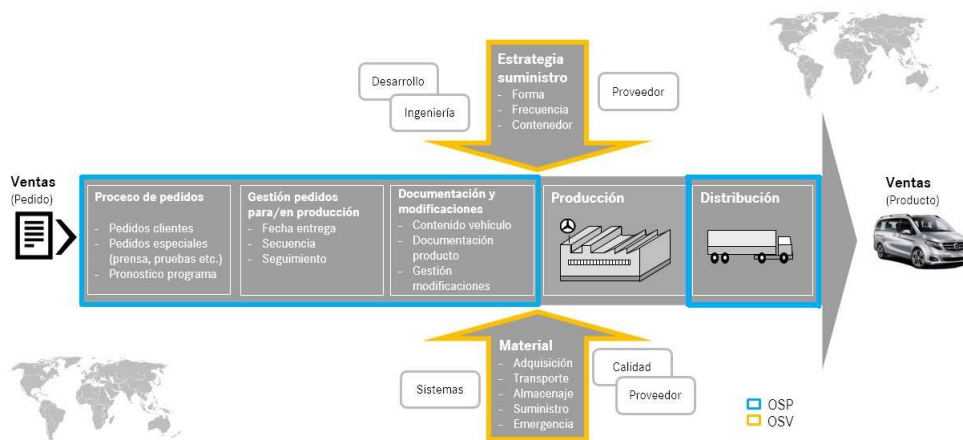 Estrategia
suministro
- Forma
- Frecuencia
- Contenedor
Desarrollo
Ingeniería
Proveedor
Ventas
(Pedido)
Proceso de pedidos
- Pedidos clientes
- Pedidos especiales
(prensa, pruebas etc.)
- Pronostico programa
Gestión pedidos
para/en producción
- Fecha entrega
- Secuencia
- Seguimiento
Documentación y
modificaciones
- Contenido vehículo
- Documentación
producto
- Gestión
modificaciones
Producción
Distribución
Ventas
(Producto)
Material
- Adquisición
- Transporte
- Almacenaje
- Suministro
- Emergencia
Sistemas
Calidad
Proveedor
OSP
OSV